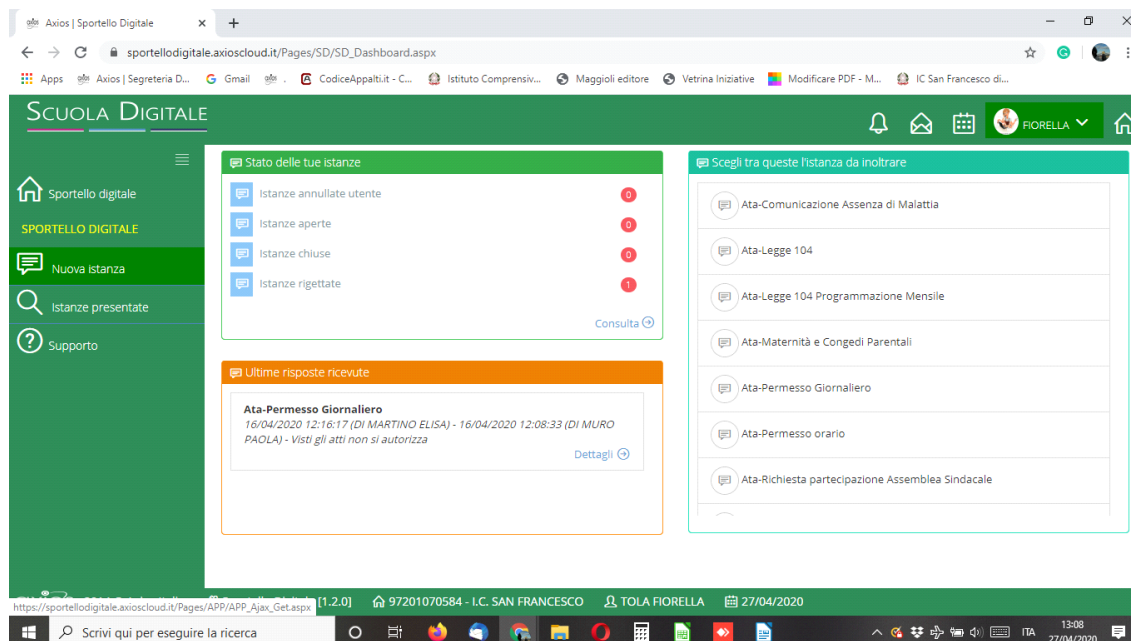 Axios | Sportello Digitale
sportellodigitale.axioscloud.it/Pages/SD/SD_Dashboard.aspx
Apps Axios | Segreteria D... Gmail . CodiceAppalti.it - C... Istituto Comprensiv... Maggioli editore Vetrina Iniziative Modificare PDF - M... IC San Francesco di...
SCUOLA DIGITALE
FIORELLA
Sportello digitale
SPORTELLO DIGITALE
Nuova istanza
Istanze presentate
Supporto
Stato delle tue istanze
Istanze annullate utente 0
Istanze aperte 0
Istanze chiuse 0
Istanze rigettate 1
Consulta
Ultime risposte ricevute
Ata-Permesso Giornaliero
16/04/2020 12:16:17 (DI MARTINO ELISA) - 16/04/2020 12:08:33 (DI MURO
PAOLA) - Visti gli atti non si autorizza
Dettagli
Scegli tra queste l'istanza da inoltrare
Ata-Comunicazione Assenza di Malattia
Ata-Legge 104
Ata-Legge 104 Programmazione Mensile
Ata-Maternità e Congedi Parentali
Ata-Permesso Giornaliero
Ata-Permesso orario
Ata-Richiesta partecipazione Assemblea Sindacale
[1.2.0] 97201070584 - I.C. SAN FRANCESCO TOLA FIORELLA 27/04/2020
https://sportellodigitale.axioscloud.it/Pages/APP/APP_Ajax_Get.aspx
Scrivi qui per eseguire la ricerca
ITA
13:08
27/04/2020